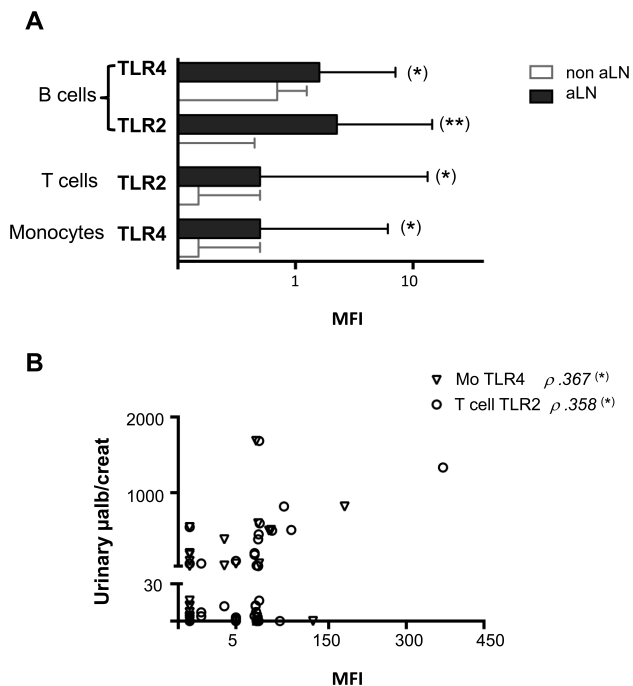 A
TLR4 (*)
B cells
TLR2 (**)
T cells TLR2 (*)
Monocytes TLR4 (*)
non aLN
aLN
1 10
MFI
B
Mo TLR4 ρ .367 (*)
T cell TLR2 ρ .358 (*)
Urinary µalb/creat
2000
1000
30
5 150 300 450
MFI